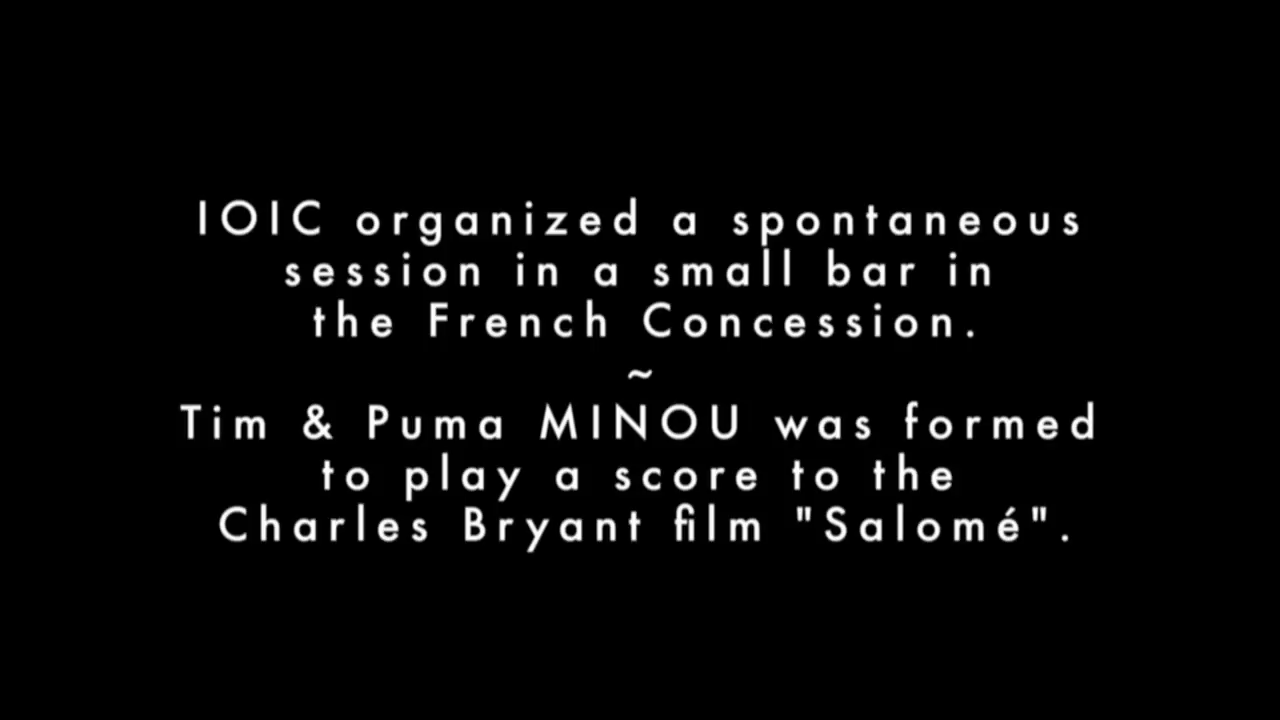 IOIC organized a spontaneous
session in a small bar in
the French Concession.
~
Tim & Puma MINOU was formed
to play a score to the
Charles Bryant film "Salomé".